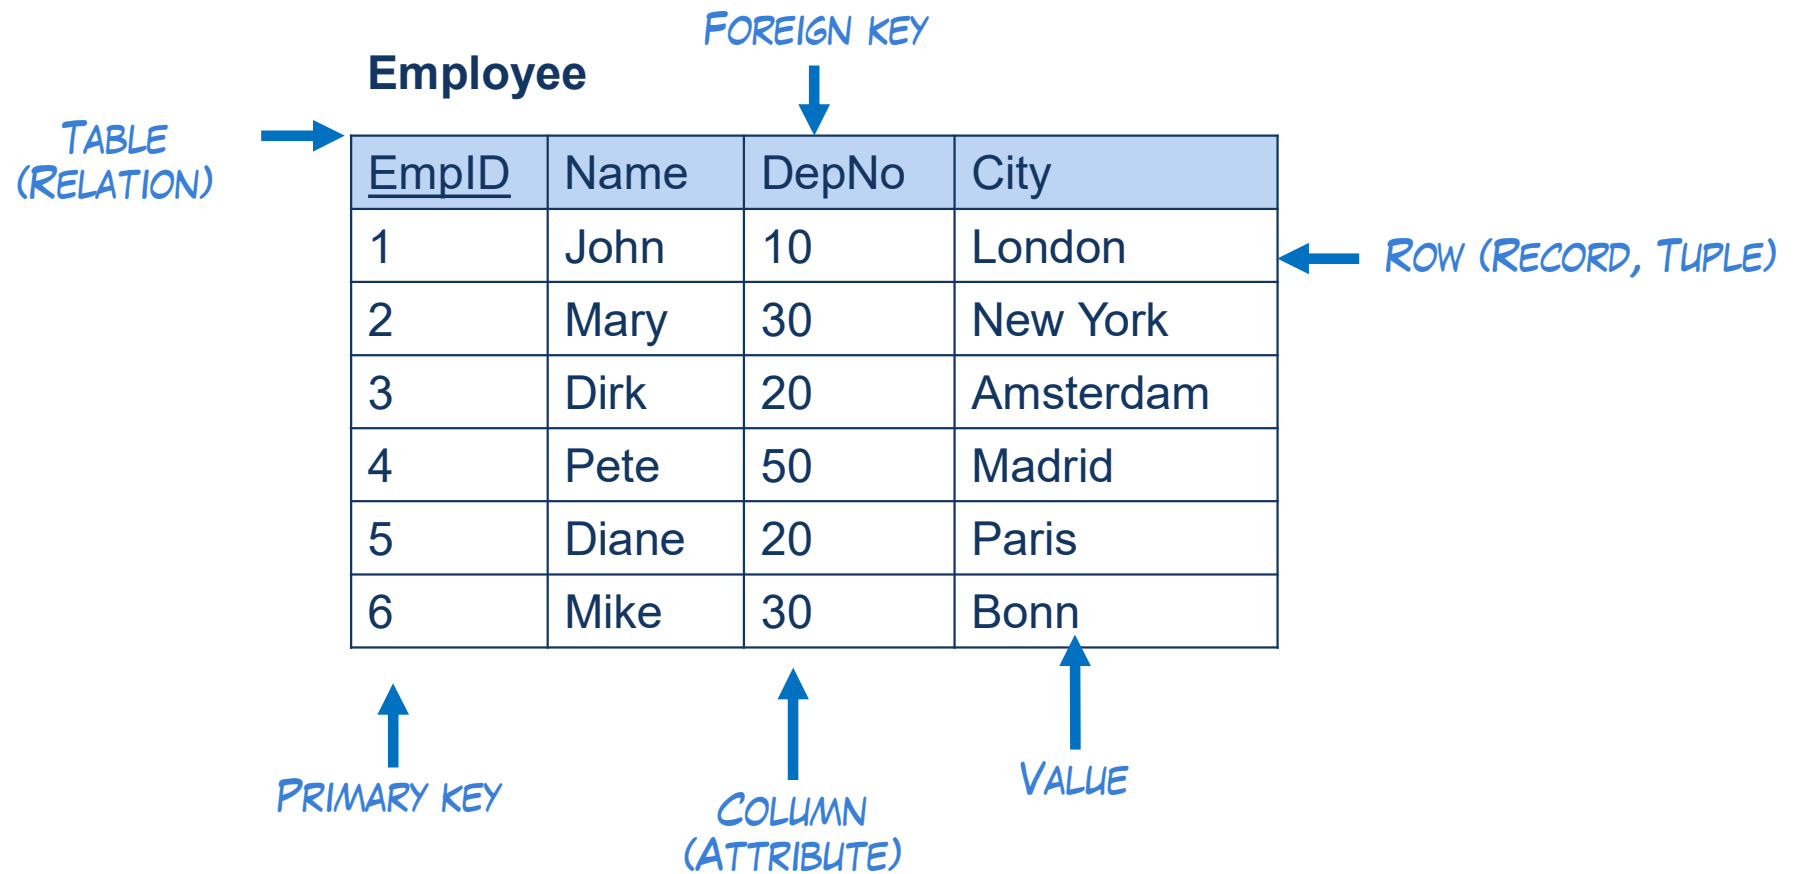 FOREIGN KEY
Employee
TABLE
(RELATION)
EmpID Name DepNo City
1 John 10 London
ROW (RECORD, TUPLE)
2 Mary 30 New York
3 Dirk 20 Amsterdam
4 Pete 50 Madrid
5 Diane 20 Paris
6 Mike 30 Bonn
PRIMARY KEY
COLUMN
(ATTRIBUTE)
VALUE